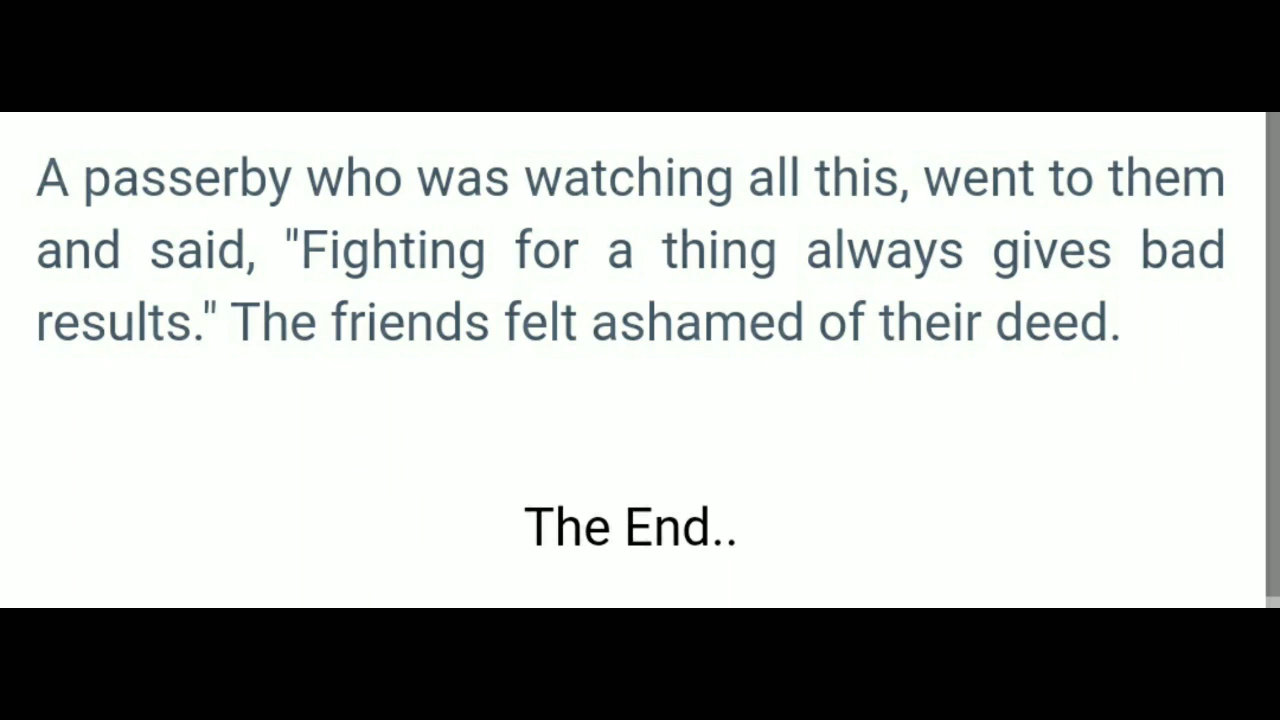 A passerby who was watching all this, went to them
and said, "Fighting for a thing always gives bad
results." The friends felt ashamed of their deed.
The End..